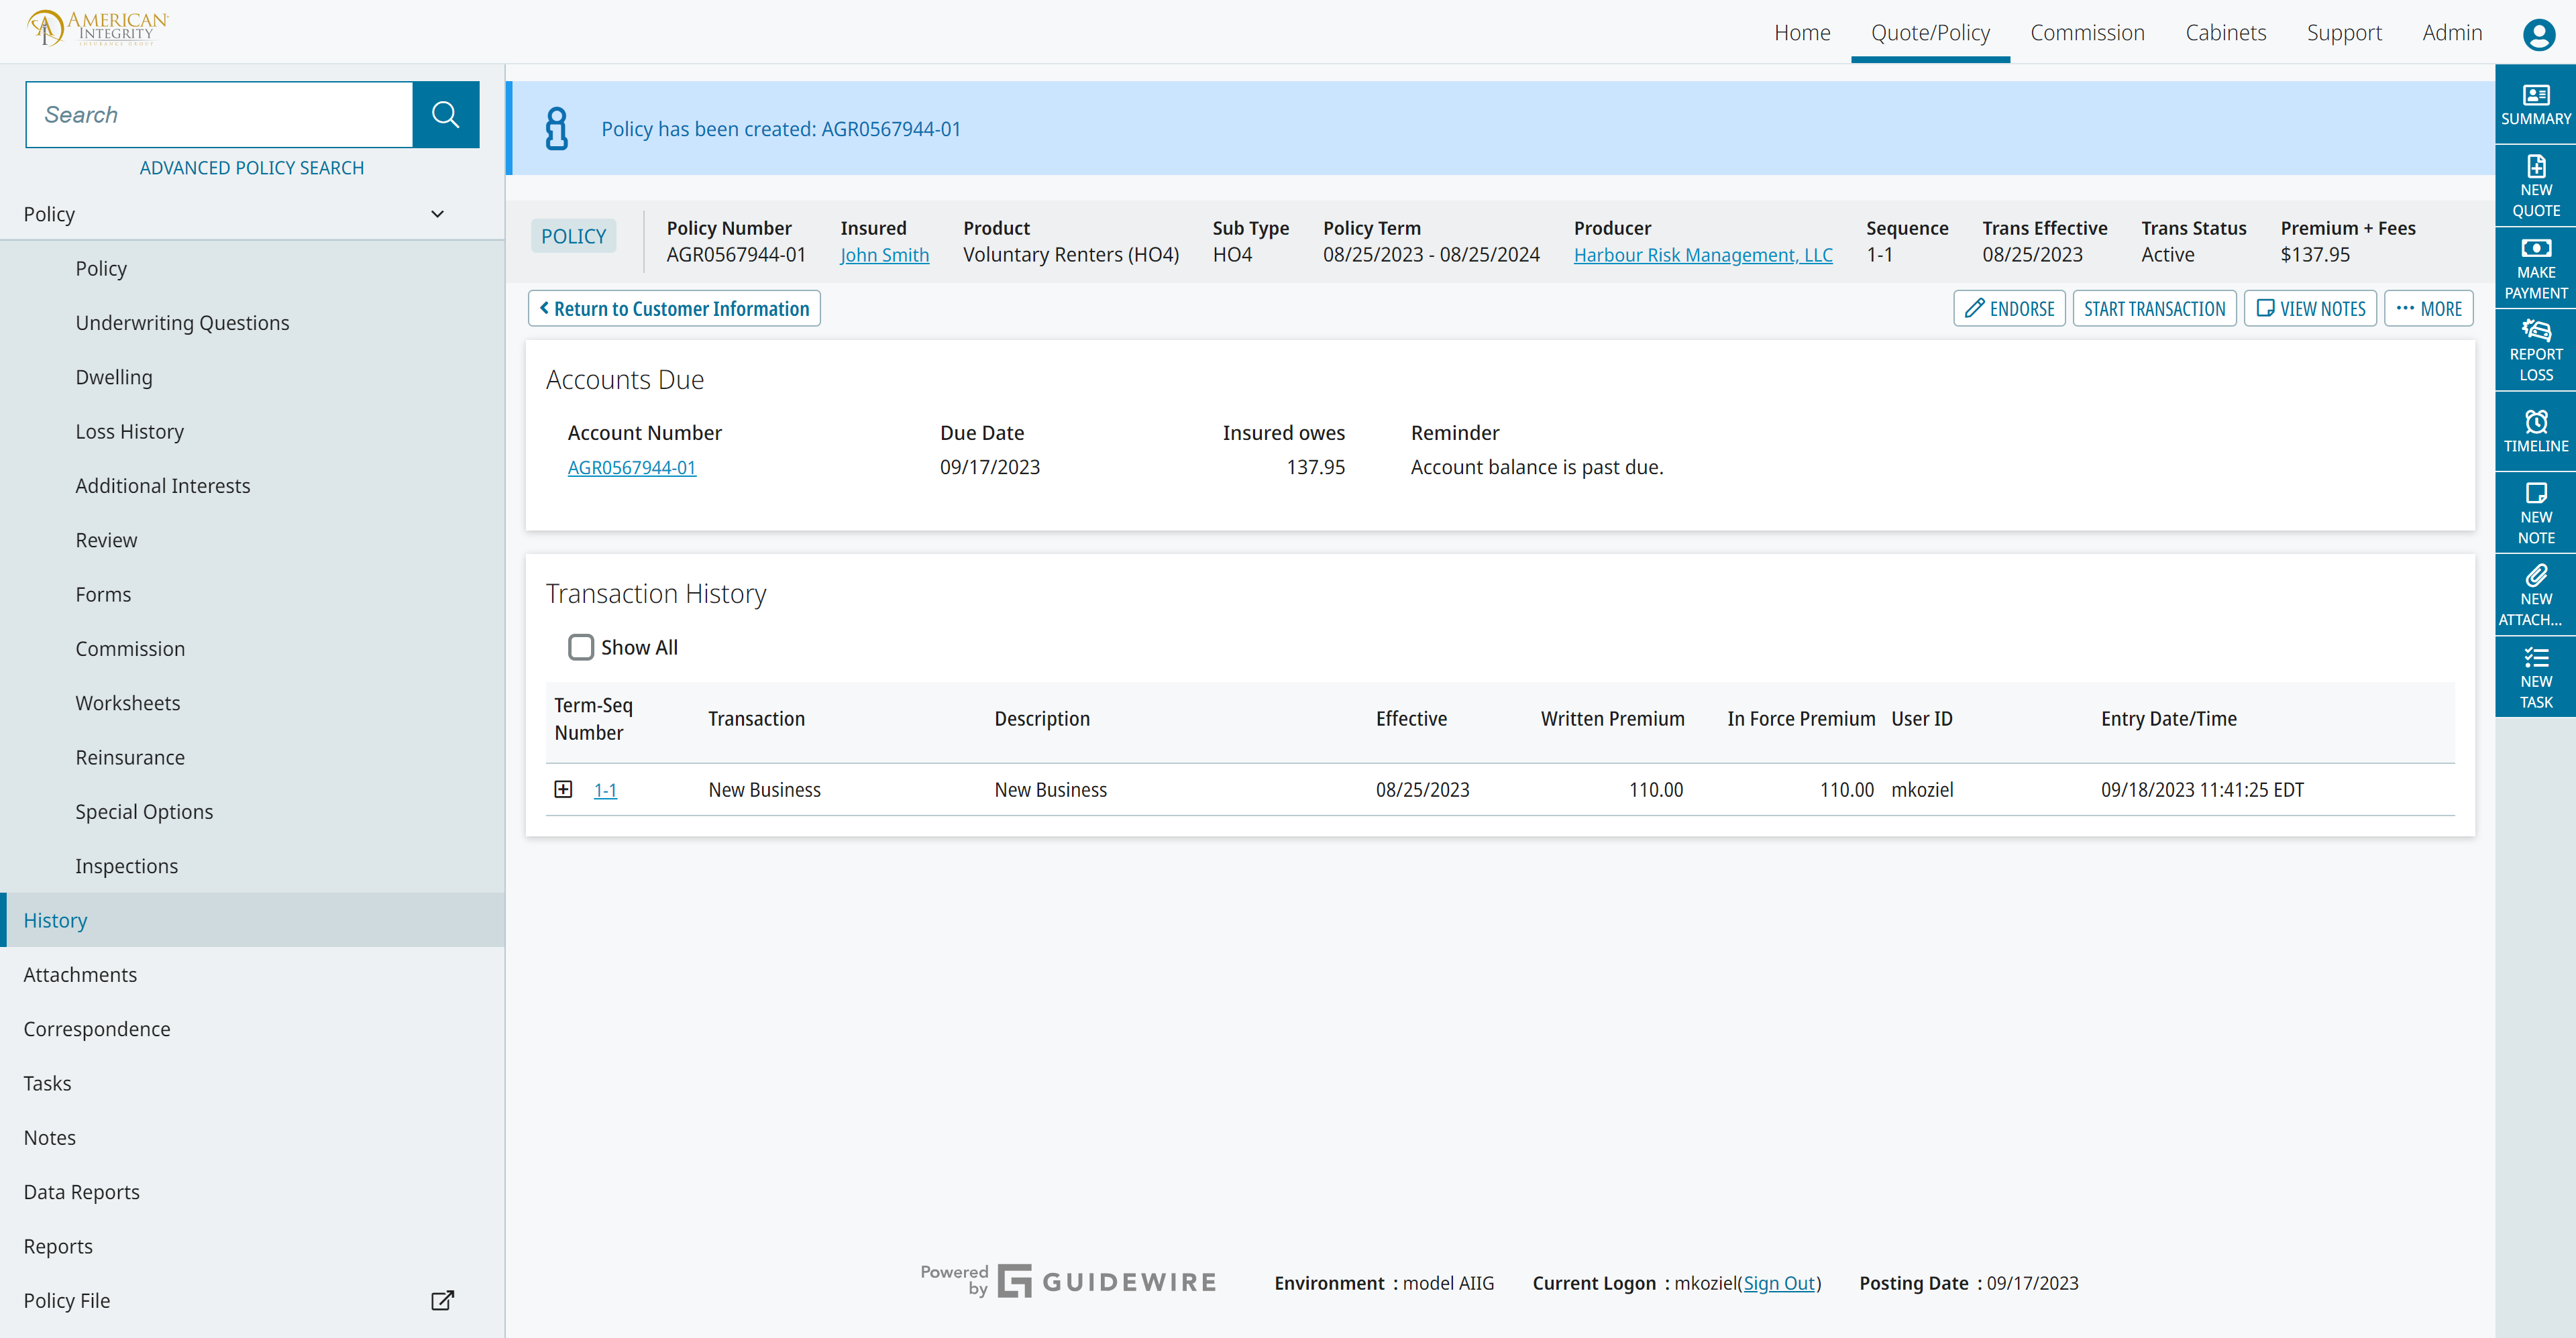 AMERICAN
INTEGRITY
INSURANCE GROUP
Home
Quote/Policy
Commission
Cabinets
Support
Admin
Search
ADVANCED POLICY SEARCH
Policy
Policy
Underwriting Questions
Dwelling
Loss History
Additional Interests
Review
Forms
Commission
Worksheets
Reinsurance
Special Options
Inspections
History
Attachments
Correspondence
Tasks
Notes
Data Reports
Reports
Policy File
Policy has been created: AGR0567944-01
POLICY
Policy Number
AGR0567944-01
Insured
John Smith
Product
Voluntary Renters (HO4)
Sub Type
HO4
Policy Term
08/25/2023 - 08/25/2024
Producer
Harbour Risk Management, LLC
Sequence
1-1
Trans Effective
08/25/2023
Trans Status
Active
Premium + Fees
$137.95
Return to Customer Information
ENDORSE
START TRANSACTION
VIEW NOTES
MORE
Accounts Due
Account Number Due Date Insured owes Reminder
AGR0567944-01 09/17/2023 137.95 Account balance is past due.
Transaction History
Show All
Term-Seq
Number
Transaction Description Effective Written Premium In Force Premium User ID Entry Date/Time
1-1 New Business New Business 08/25/2023 110.00 110.00 mkoziel 09/18/2023 11:41:25 EDT
Powered
by
GUIDEWIRE
Environment : model AIIG
Current Logon : mkoziel(Sign Out)
Posting Date : 09/17/2023
SUMMARY
NEW
QUOTE
MAKE
PAYMENT
REPORT
LOSS
TIMELINE
NEW
NOTE
NEW
ATTACH...
NEW
TASK